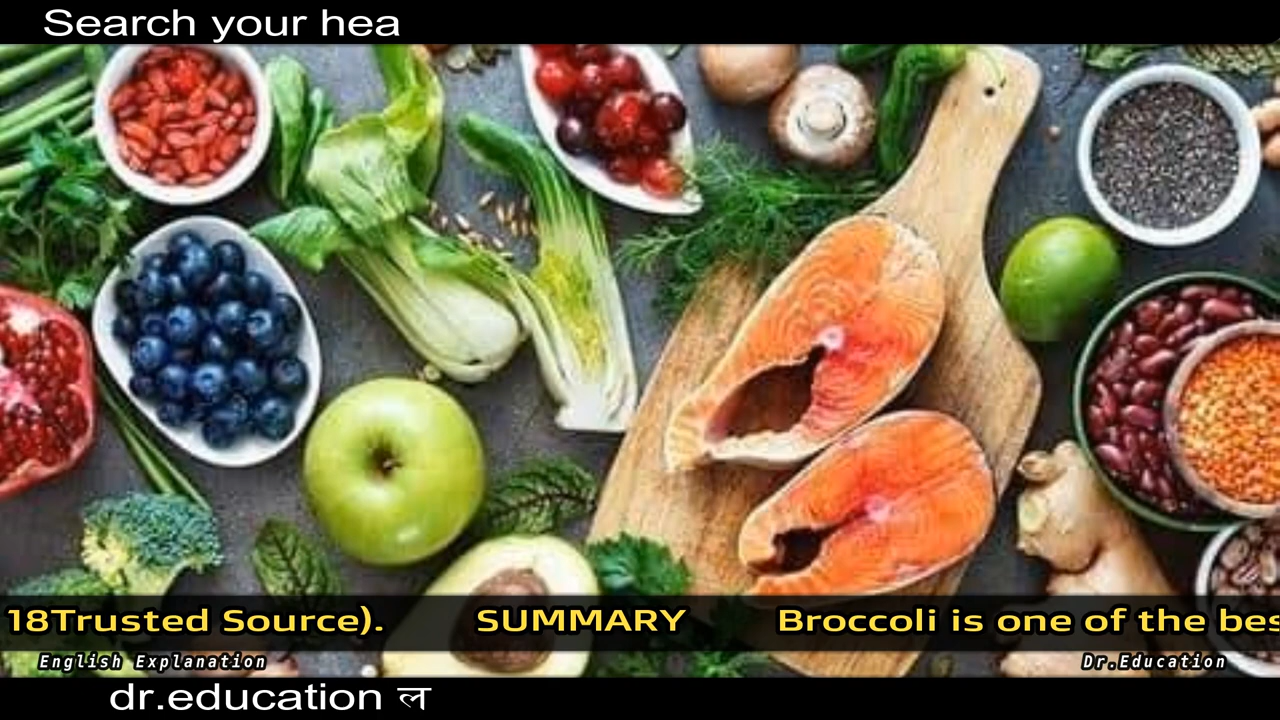 Search your hea
18Trusted Source). SUMMARY Broccoli is one of the bes
English Explanation Dr.Education
dr.education ल